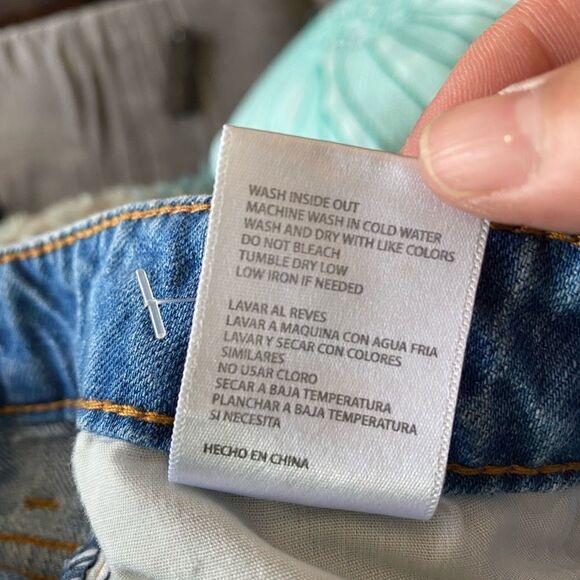 WASH INSIDE OUT
MACHINE WASH IN COLD WATER
WASH AND DRY WITH LIKE COLORS
DO NOT BLEACH
TUMBLE DRY LOW
LOW IRON IF NEEDED
LAVAR AL REVES
LAVAR A MAQUINA CON AGUA FRIA
LAVAR Y SECAR CON COLORES
SIMILARES
NO USAR CLORO
SECAR A BAJA TEMPERATURA
PLANCHAR A BAJA TEMPERATURA
SI NECESITA
HECHO EN CHINA